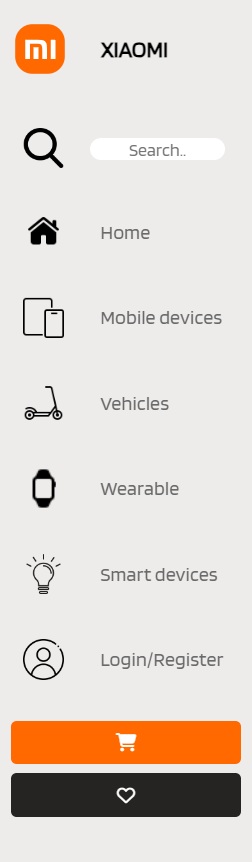 mi
XIAOMI
Search..
Home
Mobile devices
Vehicles
Wearable
Smart devices
Login/Register